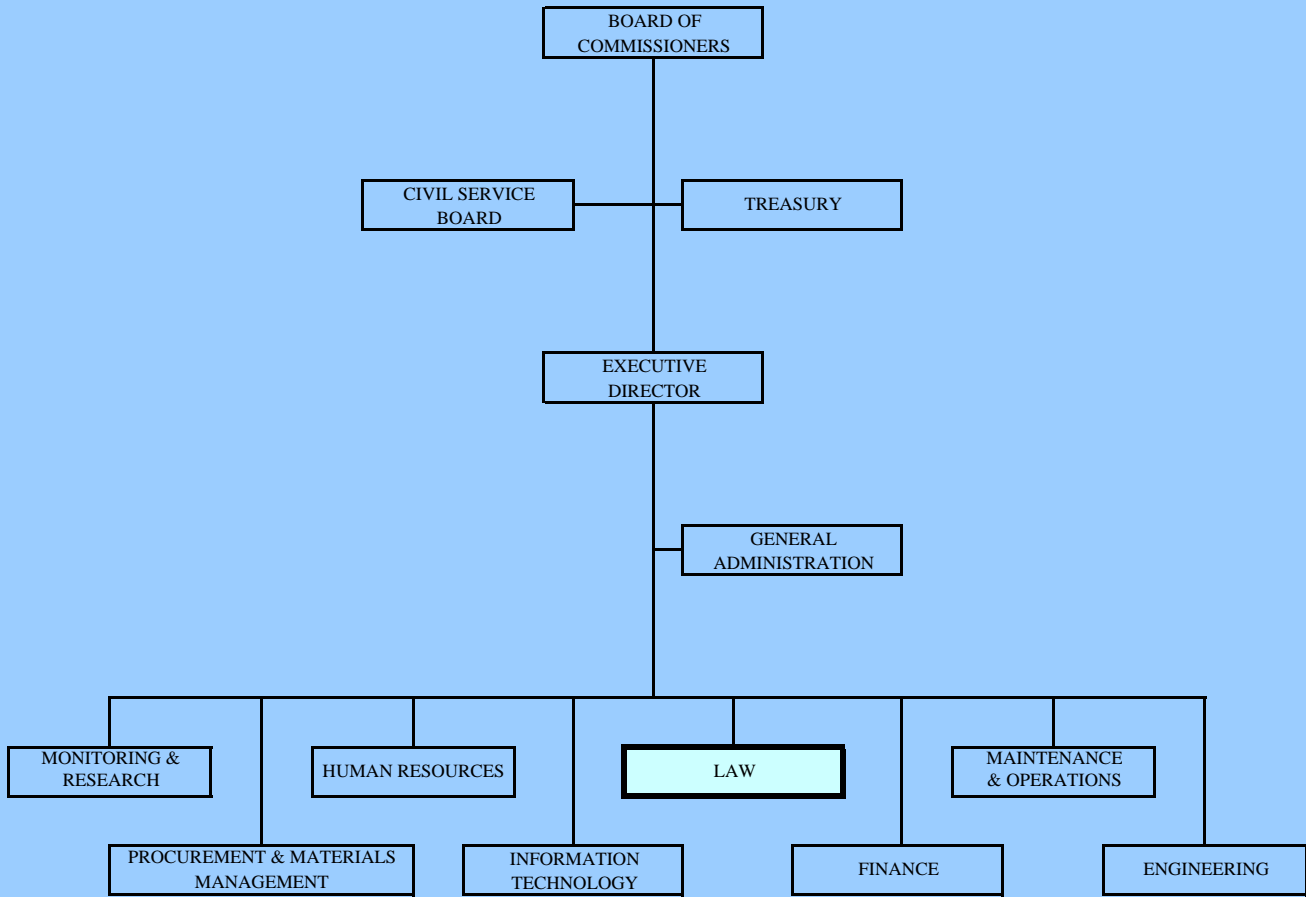 BOARD OF
COMMISSIONERS
CIVIL SERVICE
BOARD
TREASURY
EXECUTIVE
DIRECTOR
GENERAL
ADMINISTRATION
MONITORING &
RESEARCH
HUMAN RESOURCES
LAW
MAINTENANCE
& OPERATIONS
PROCUREMENT & MATERIALS
MANAGEMENT
INFORMATION
TECHNOLOGY
FINANCE
ENGINEERING